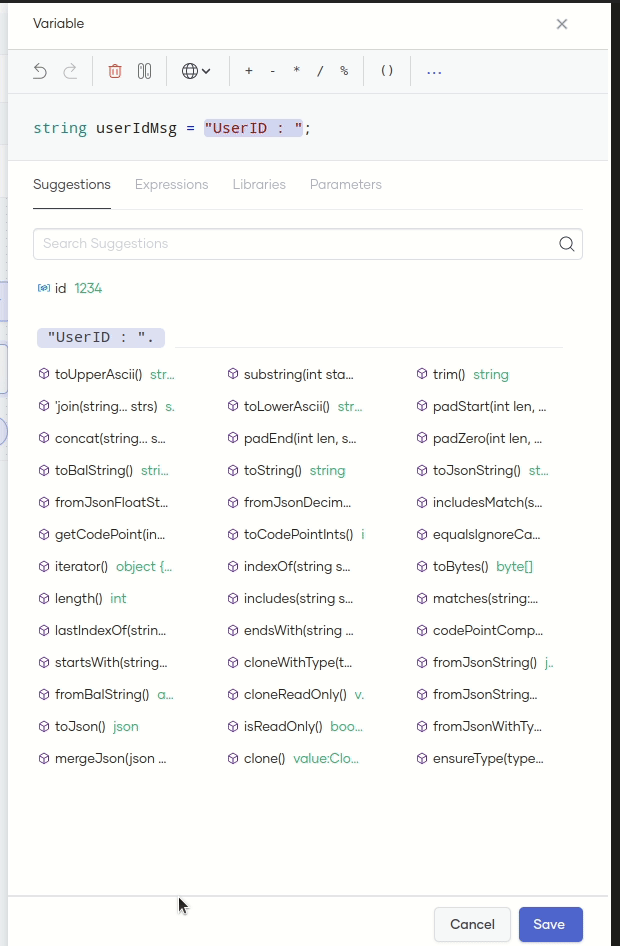 Variable
+ - * / % () ...
string userIdMsg = "UserID : ";
Suggestions Expressions Libraries Parameters
Search Suggestions
id 1234
"UserID : ".
toUpperAscii() str... substring(int sta... trim() string
'join(string... strs) s. toLowerAscii() str... padStart(int len, ...
concat(string... s... padEnd(int len, s... padZero(int len, ...
toBalString() stri... toString() string toJsonString() st...
fromJsonFloatSt... fromJsonDecim... includesMatch(s...
getCodePoint(in... toCodePointInts() i equalsIgnoreCa...
iterator() object {... indexOf(string s... toBytes() byte[]
length() int includes(string s... matches(string:...
lastIndexOf(strin... endsWith(string ... codePointComp...
startsWith(string... cloneWithType(t... fromJsonString() j..
fromBalString() a... cloneReadOnly() v. fromJsonString...
toJson() json isReadOnly() boo... fromJsonWithTy...
mergeJson(json ... clone() value:Clo... ensureType(type...
Cancel Save